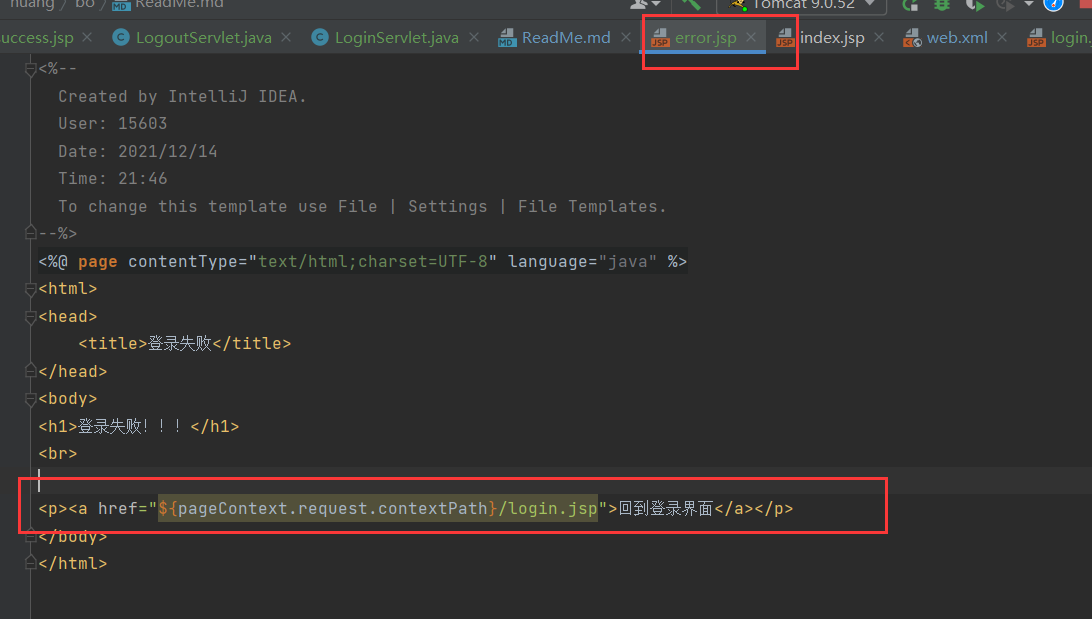 huang / bo / ReadMe.md Tomcat 9.0.52
uccess.jsp LogoutServlet.java LoginServlet.java ReadMe.md error.jsp index.jsp web.xml login.
<%--
Created by IntelliJ IDEA.
User: 15603
Date: 2021/12/14
Time: 21:46
To change this template use File | Settings | File Templates.
--%>
<%@ page contentType="text/html;charset=UTF-8" language="java" %>
<html>
<head>
<title>登录失败</title>
</head>
<body>
<h1>登录失败！！！</h1>
<br>
<p><a href="${pageContext.request.contextPath}/login.jsp">回到登录界面</a></p>
</body>
</html>